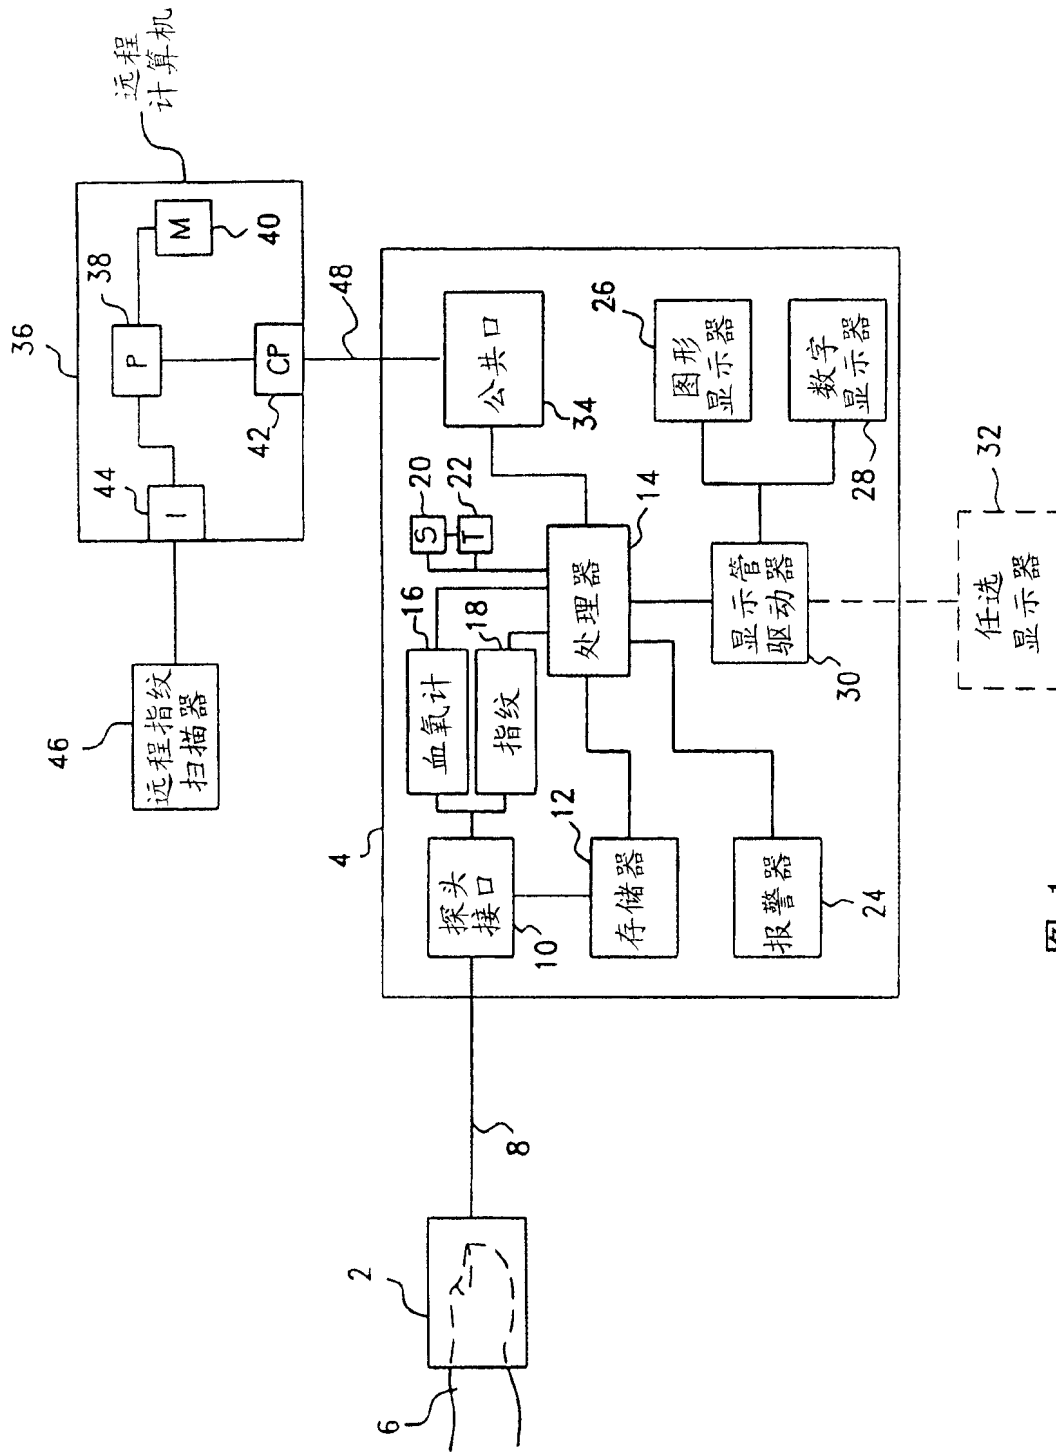 36
38
P
M
40
44
I
42
CP
远程
计算机
46
远程指纹
扫描器
48
4
探头
接口
10
血氧计
16
指纹
18
S
20
T
22
公共口
34
处理器
14
12
存储器
报警器
24
显示管
驱动器
30
26
图形
显示器
数字
显示器
28
32
任选
显示器
2
6
8
图 1